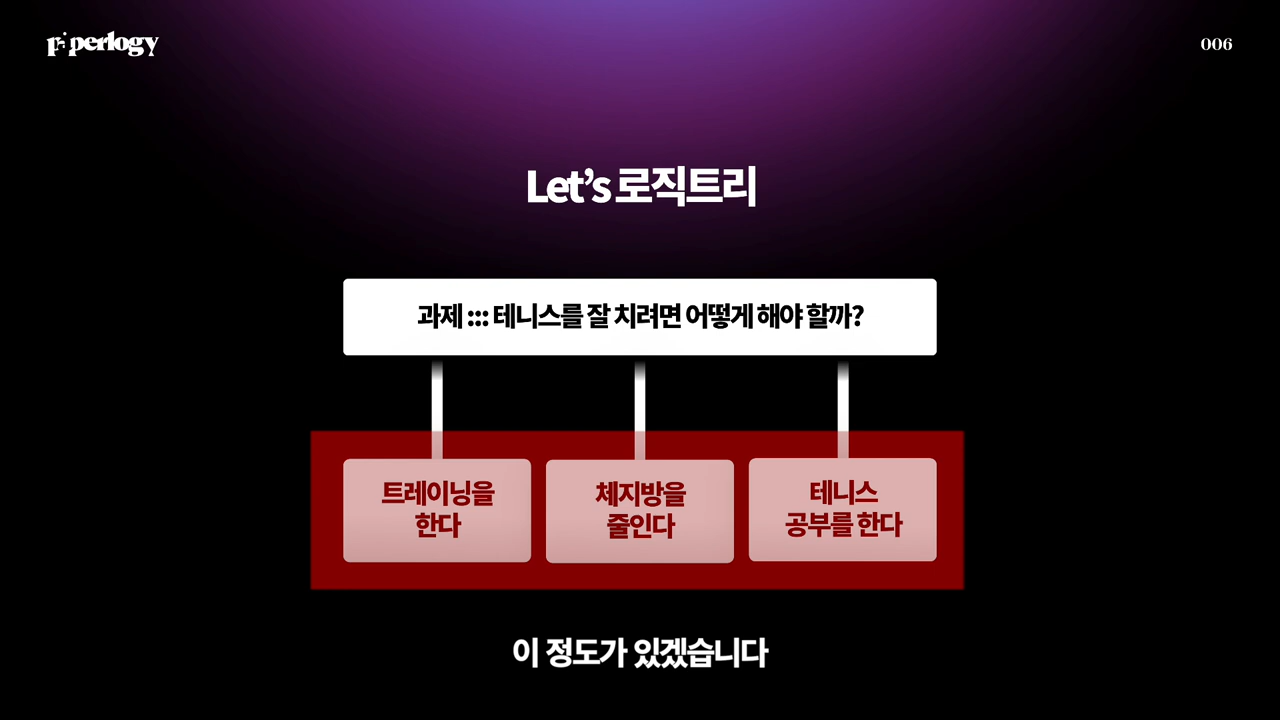 piperlogy
006
Let's 로직트리
과제 ::: 테니스를 잘 치려면 어떻게 해야 할까?
트레이닝을
한다
체지방을
줄인다
테니스
공부를 한다
이 정도가 있겠습니다